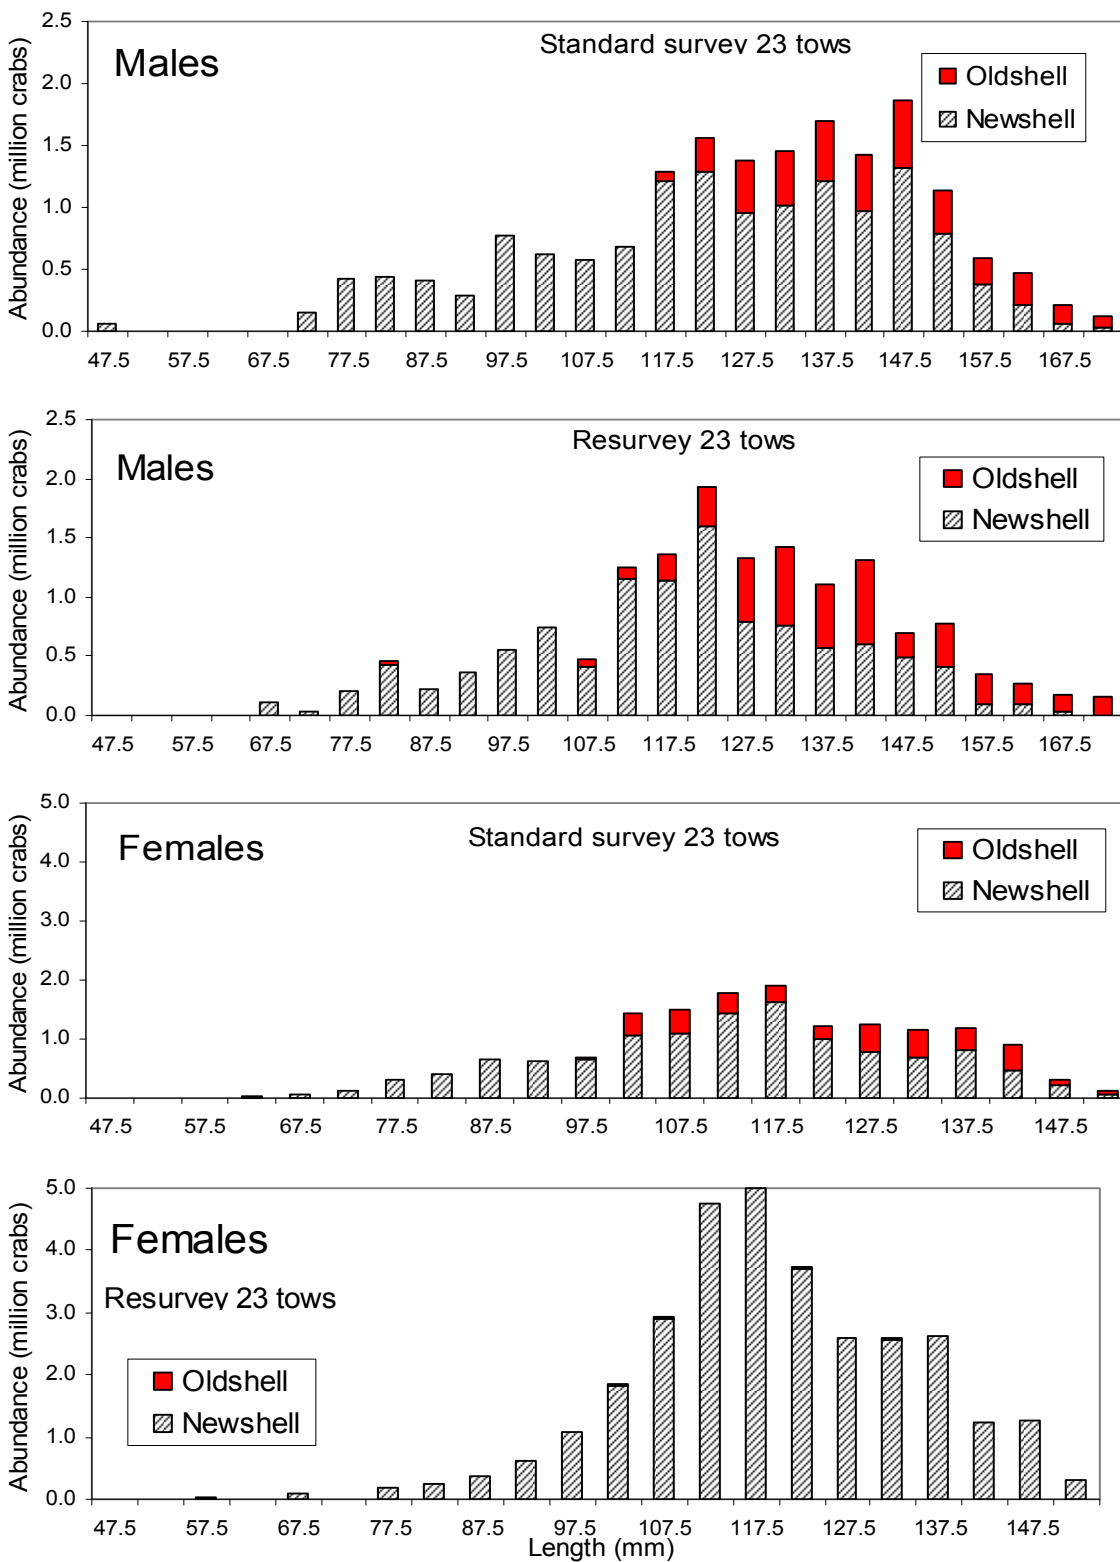 Males
Standard survey 23 tows
Oldshell
Newshell
Abundance (million crabs)
2.5
2.0
1.5
1.0
0.5
0.0
47.5 57.5 67.5 77.5 87.5 97.5 107.5 117.5 127.5 137.5 147.5 157.5 167.5
Males
Resurvey 23 tows
Oldshell
Newshell
Abundance (million crabs)
2.5
2.0
1.5
1.0
0.5
0.0
47.5 57.5 67.5 77.5 87.5 97.5 107.5 117.5 127.5 137.5 147.5 157.5 167.5
Females
Standard survey 23 tows
Oldshell
Newshell
Abundance (million crabs)
5.0
4.0
3.0
2.0
1.0
0.0
47.5 57.5 67.5 77.5 87.5 97.5 107.5 117.5 127.5 137.5 147.5
Females
Resurvey 23 tows
Oldshell
Newshell
Abundance (million crabs)
5.0
4.0
3.0
2.0
1.0
0.0
47.5 57.5 67.5 77.5 87.5 97.5 107.5 117.5 127.5 137.5 147.5
Length (mm)